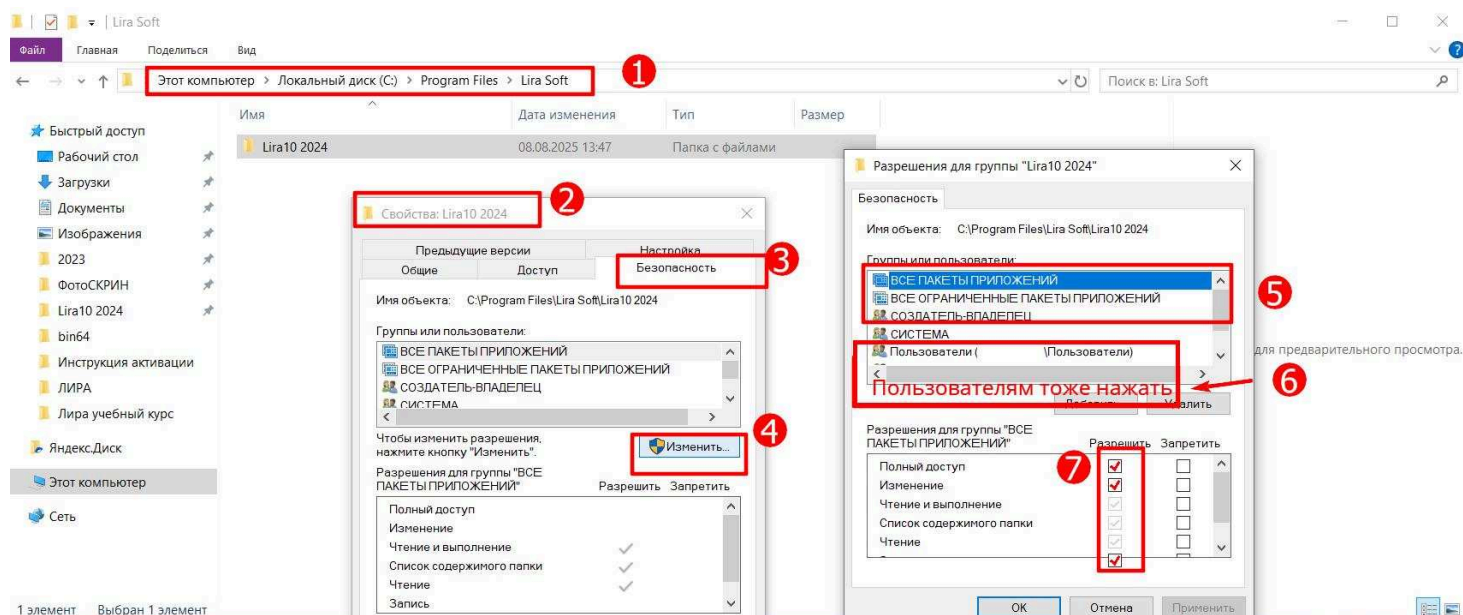 Lira Soft
Файл Главная Поделиться Вид
Этот компьютер > Локальный диск (C:) > Program Files > Lira Soft
1
Поиск в: Lira Soft
Имя Дата изменения Тип Размер
Lira10 2024 08.08.2025 13:47 Папка с файлами
Быстрый доступ
Рабочий стол
Загрузки
Документы
Изображения
2023
ФотоСКРИН
Lira10 2024
bin64
Инструкция активации
ЛИРА
Лира учебный курс
Яндекс.Диск
Этот компьютер
Сеть
1 элемент Выбран 1 элемент
Свойства: Lira10 2024
2
Предыдущие версии Настройка
Общие Доступ Безопасность
3
Имя объекта: C:\Program Files\Lira Soft\Lira10 2024
Группы или пользователи:
ВСЕ ПАКЕТЫ ПРИЛОЖЕНИЙ
ВСЕ ОГРАНИЧЕННЫЕ ПАКЕТЫ ПРИЛОЖЕНИЙ
СОЗДАТЕЛЬ-ВЛАДЕЛЕЦ
СИСТЕМА
Чтобы изменить разрешения,
нажмите кнопку "Изменить".
Изменить...
4
Разрешения для группы "ВСЕ
ПАКЕТЫ ПРИЛОЖЕНИЙ" Разрешить Запретить
Полный доступ
Изменение
Чтение и выполнение
Список содержимого папки
Чтение
Запись
Разрешения для группы "Lira10 2024"
Безопасность
Имя объекта: C:\Program Files\Lira Soft\Lira10 2024
Группы или пользователи:
ВСЕ ПАКЕТЫ ПРИЛОЖЕНИЙ
ВСЕ ОГРАНИЧЕННЫЕ ПАКЕТЫ ПРИЛОЖЕНИЙ
СОЗДАТЕЛЬ-ВЛАДЕЛЕЦ
5
СИСТЕМА
Пользователи ( \Пользователи)
для предварительного просмотра.
Пользователям тоже нажать
6
Удалить
Разрешения для группы "ВСЕ
ПАКЕТЫ ПРИЛОЖЕНИЙ" Разрешить Запретить
7
Полный доступ
Изменение
Чтение и выполнение
Список содержимого папки
Чтение
OK Отмена Применить